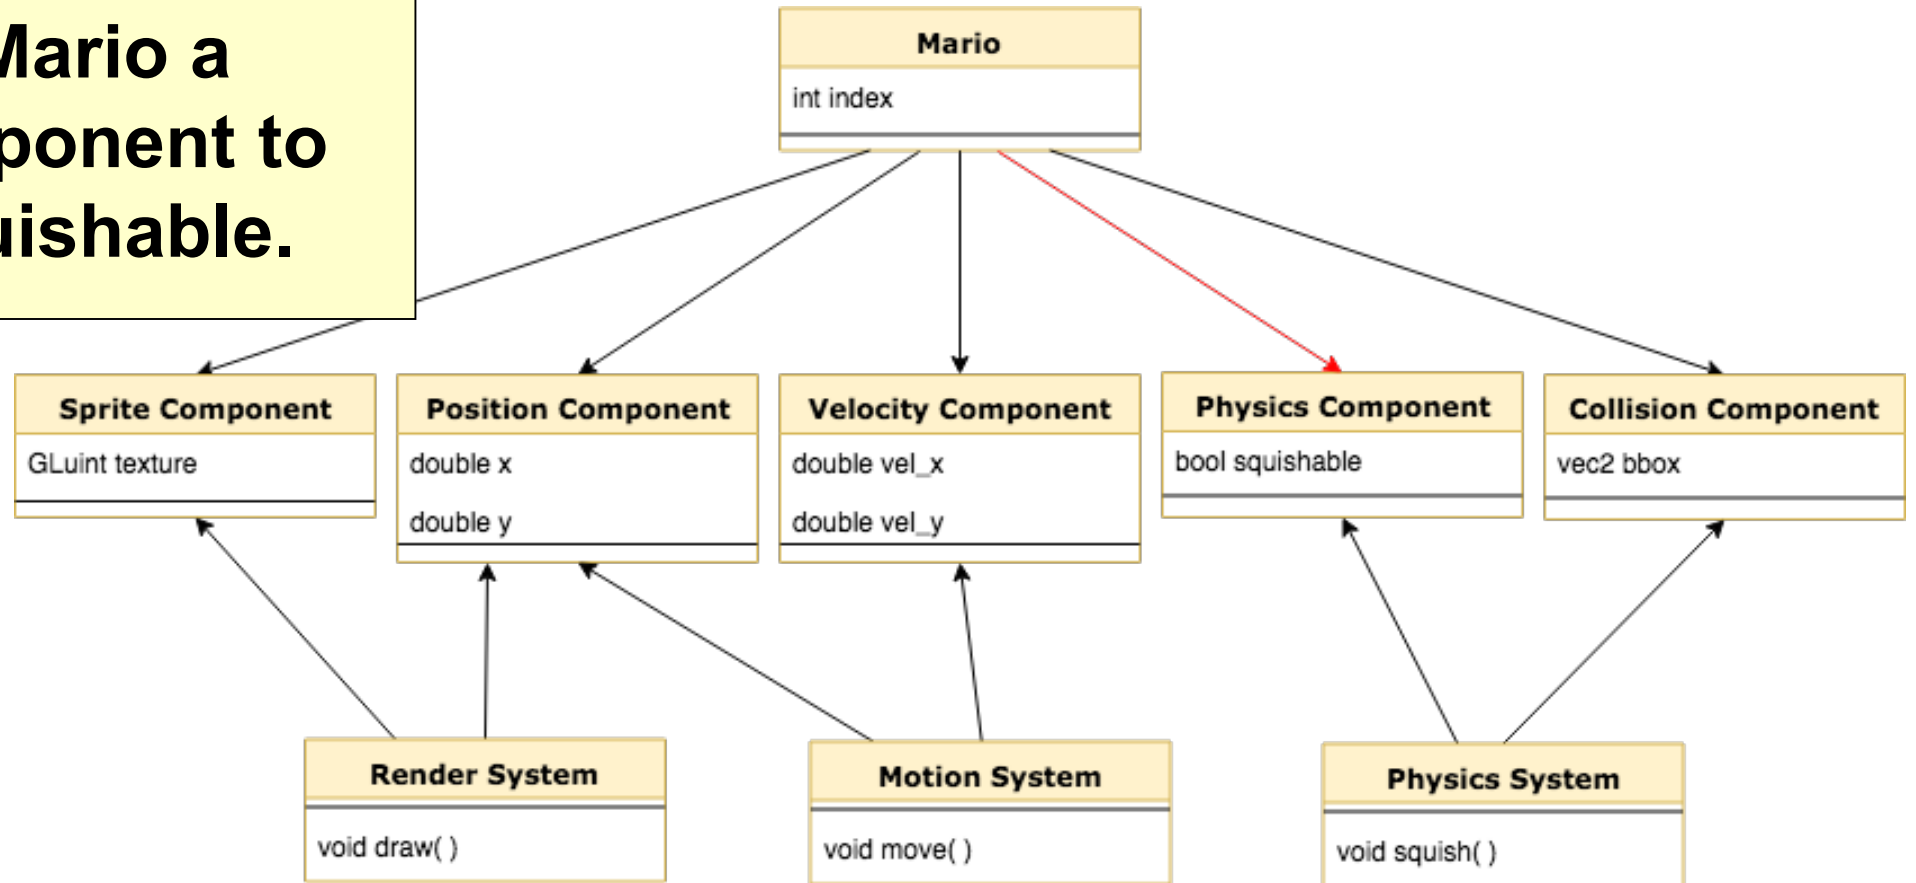 Mario a
to
Mario
int index
Sprite Component
GLuint texture
Position Component
double x
double y
Velocity Component
double vel_x
double vel_y
Physics Component
bool squishable
Collision Component
vec2 bbox
Render System
void draw( )
Motion System
void move( )
Physics System
void squish( )